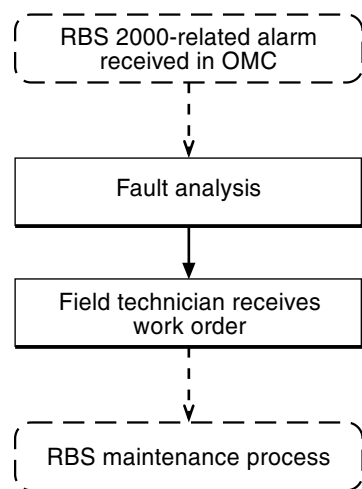 RBS 2000-related alarm
received in OMC
Fault analysis
Field technician receives
work order
RBS maintenance process